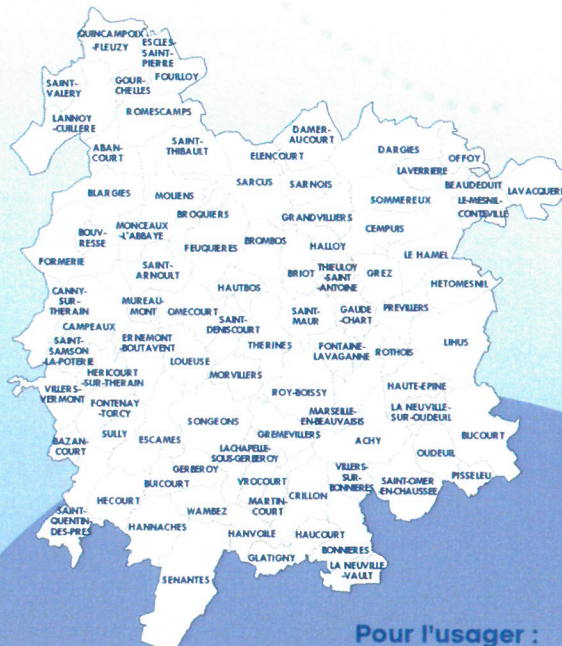 QUINCAMPOIX
-FLEUZY
ESCLES-
SAINT-
PIERRE
SAINT-
VALERY
GOUR-
CHELLES
FOUILLOY
LANNOY
-CUILLERE
ROMESCAMPS
ABAN-
COURT
SAINT-
THIBAULT
DAMER-
AUCOURT
ELENCOURT
DARGIES
LAVERRIERE
OFFOY
BLARGIES
MOLIENS
SARCUS
SARNOIS
BEAUDEDUIT
LAVACQUERIE
SOMMEREUX
LE-MESNIL-
CONTEVILLE
BROQUIERS
GRANDVILLIERS
BOUV-
RESSE
MONCEAUX
-L'ABBAYE
CEMPUIS
FEUQUIERES
BROMBOS
HALLOY
FORMERIE
SAINT-
ARNOULT
LE HAMEL
BRIOT
THIEULOY
-SAINT
-ANTOINE
GREZ
HETOMESNIL
CANNY-
SUR-
THERAIN
HAUTBOS
MUREAU-
MONT
OMECOURT
SAINT-
DENISCOURT
SAINT-
MAUR
GAUDE
-CHART
PREVILLERS
CAMPEAUX
SAINT-
SAMSON
-LA-POTERIE
ERNEMONT
-BOUTAVENT
THERINES
FONTAINE-
LAVAGANNE
ROTHOIS
LIHUS
LOUEUSE
HERICOURT
-SUR-THERAIN
MORVILLERS
VILLERS-
VERMONT
HAUTE-EPINE
ROY-BOISSY
FONTENAY
-TORCY
MARSEILLE
-EN-BEAUVAISIS
LA NEUVILLE-
SUR-OUDEUIL
SONGEONS
BAZAN-
COURT
SULLY
ESCAMES
GREMEVILLERS
ACHY
BLICOURT
LACHAPELLE-
SOUS-GERBEROY
OUDEUIL
GERBEROY
VILLERS-
SUR-
BONNIERES
SAINT-OMER
-EN-CHAUSSEE
PISSELEU
BUICOURT
VROCOURT
HECOURT
MARTIN-
COURT
CRILLON
SAINT-
QUENTIN-
DES-PRES
WAMBEZ
HANNACHES
HANVOILE
HAUCOURT
GLATIGNY
BONNIERES
LA NEUVILLE
-VAULT
SENANTES
Pour l'usager :